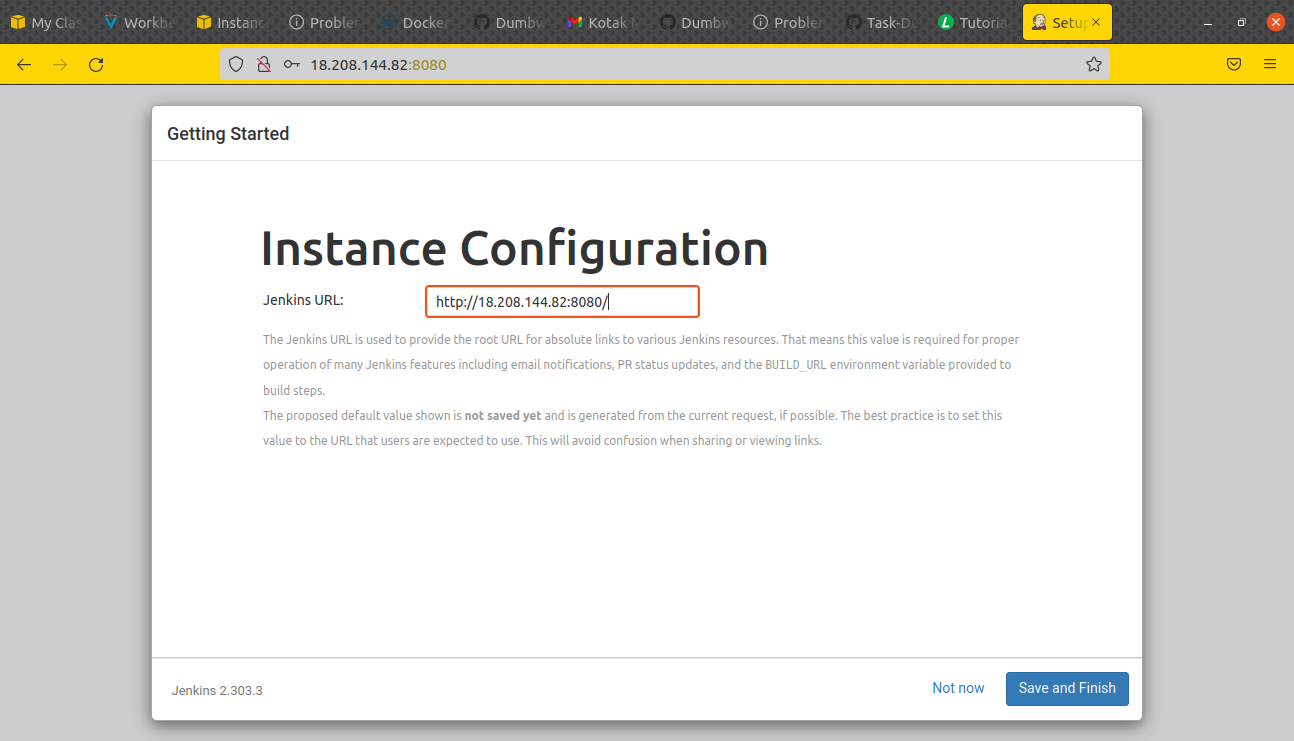 My Clas
Workbe
Instanc
Problem
Docker
Dumbw
Kotak M
Dumbw
Problem
Task-Du
Tutoria
Setup
18.208.144.82:8080
Getting Started
Instance Configuration
Jenkins URL: http://18.208.144.82:8080/
The Jenkins URL is used to provide the root URL for absolute links to various Jenkins resources. That means this value is required for proper
operation of many Jenkins features including email notifications, PR status updates, and the BUILD_URL environment variable provided to
build steps.
The proposed default value shown is not saved yet and is generated from the current request, if possible. The best practice is to set this
value to the URL that users are expected to use. This will avoid confusion when sharing or viewing links.
Jenkins 2.303.3
Not now
Save and Finish